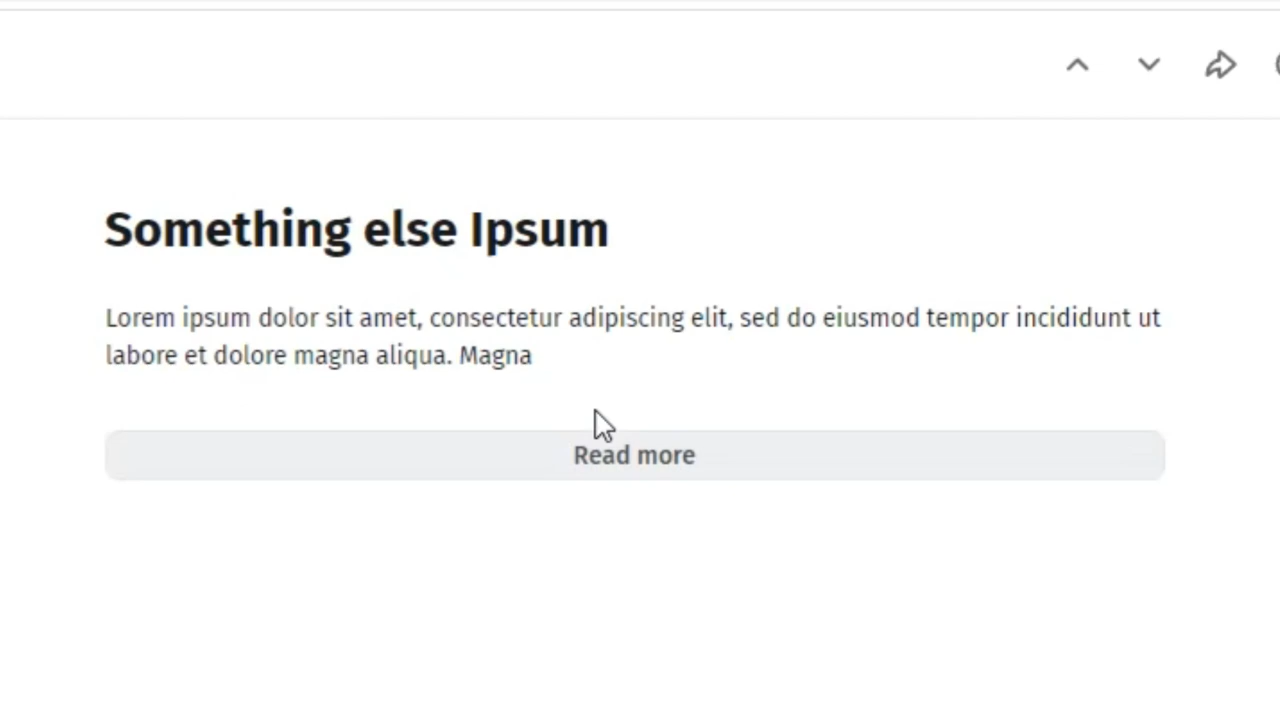 Something else Ipsum
Lorem ipsum dolor sit amet, consectetur adipiscing elit, sed do eiusmod tempor incididunt ut
labore et dolore magna aliqua. Magna
Read more